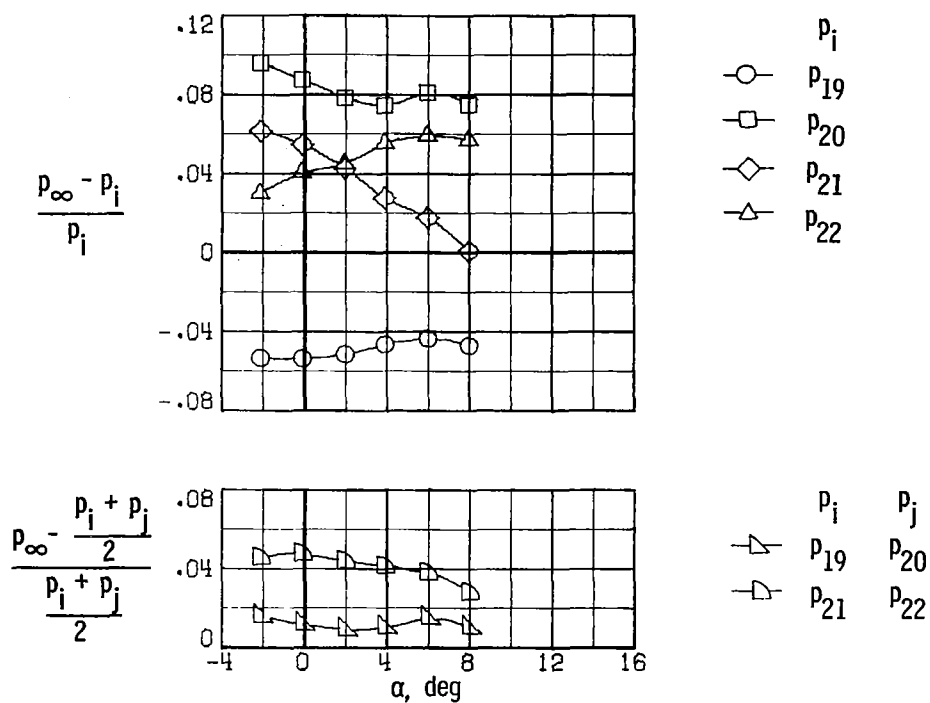 .12
.08
.04
0
-.04
-.08
p∞ - pi
pi
pi
p19
p20
p21
p22
.08
.04
0
p∞ - pi + pj
2
pi + pj
2
pi pj
p19 p20
p21 p22
-4 0 4 8 12 16
α, deg